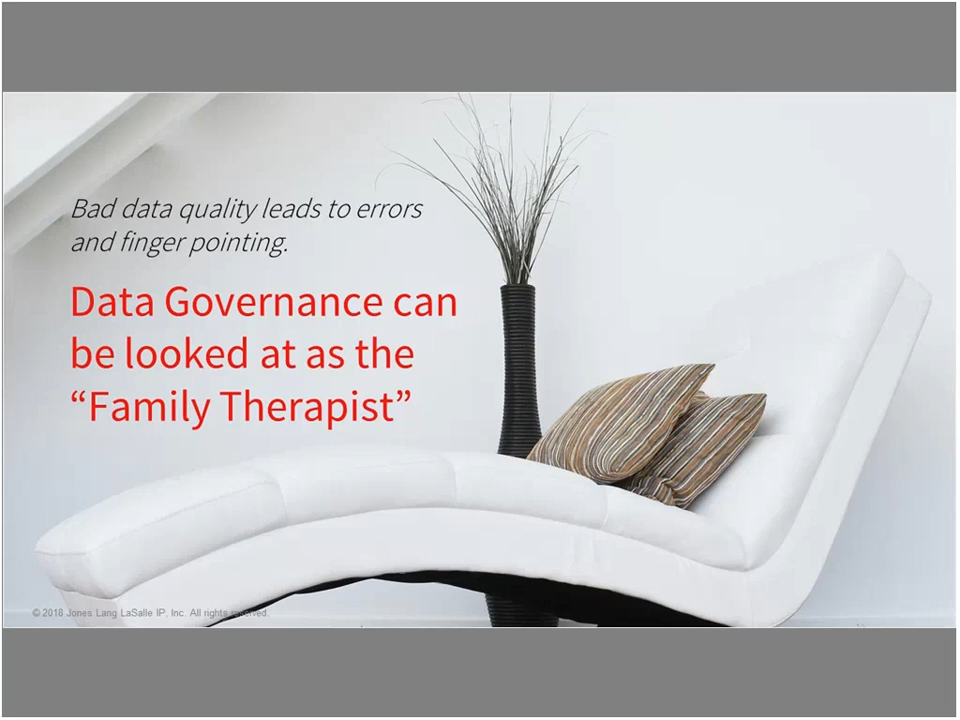 Bad data quality leads to errors
and finger pointing.
Data Governance can
be looked at as the
“Family Therapist”
© 2018 Jones Lang LaSalle IP, Inc. All rights reserved.